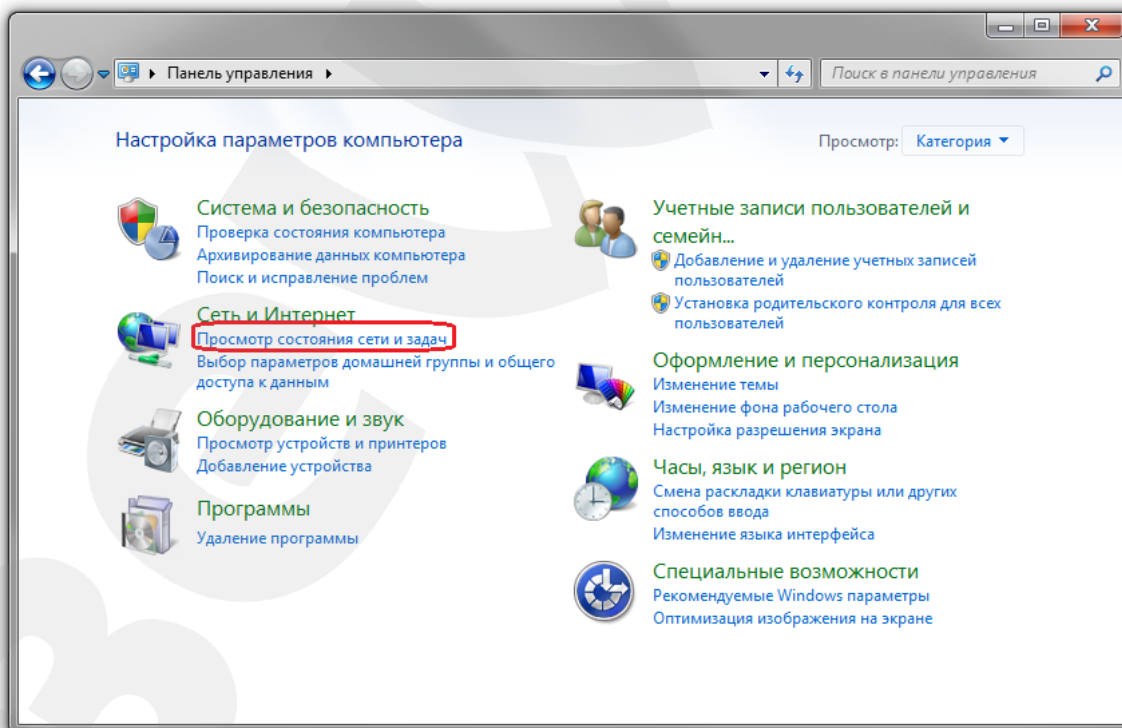 Панель управления
Поиск в панели управления
Настройка параметров компьютера
Просмотр: Категория
Система и безопасность
Проверка состояния компьютера
Архивирование данных компьютера
Поиск и исправление проблем
Сеть и Интернет
Просмотр состояния сети и задач
Выбор параметров домашней группы и общего
доступа к данным
Оборудование и звук
Просмотр устройств и принтеров
Добавление устройства
Программы
Удаление программы
Учетные записи пользователей и
семейн...
Добавление и удаление учетных записей
пользователей
Установка родительского контроля для всех
пользователей
Оформление и персонализация
Изменение темы
Изменение фона рабочего стола
Настройка разрешения экрана
Часы, язык и регион
Смена раскладки клавиатуры или других
способов ввода
Изменение языка интерфейса
Специальные возможности
Рекомендуемые Windows параметры
Оптимизация изображения на экране